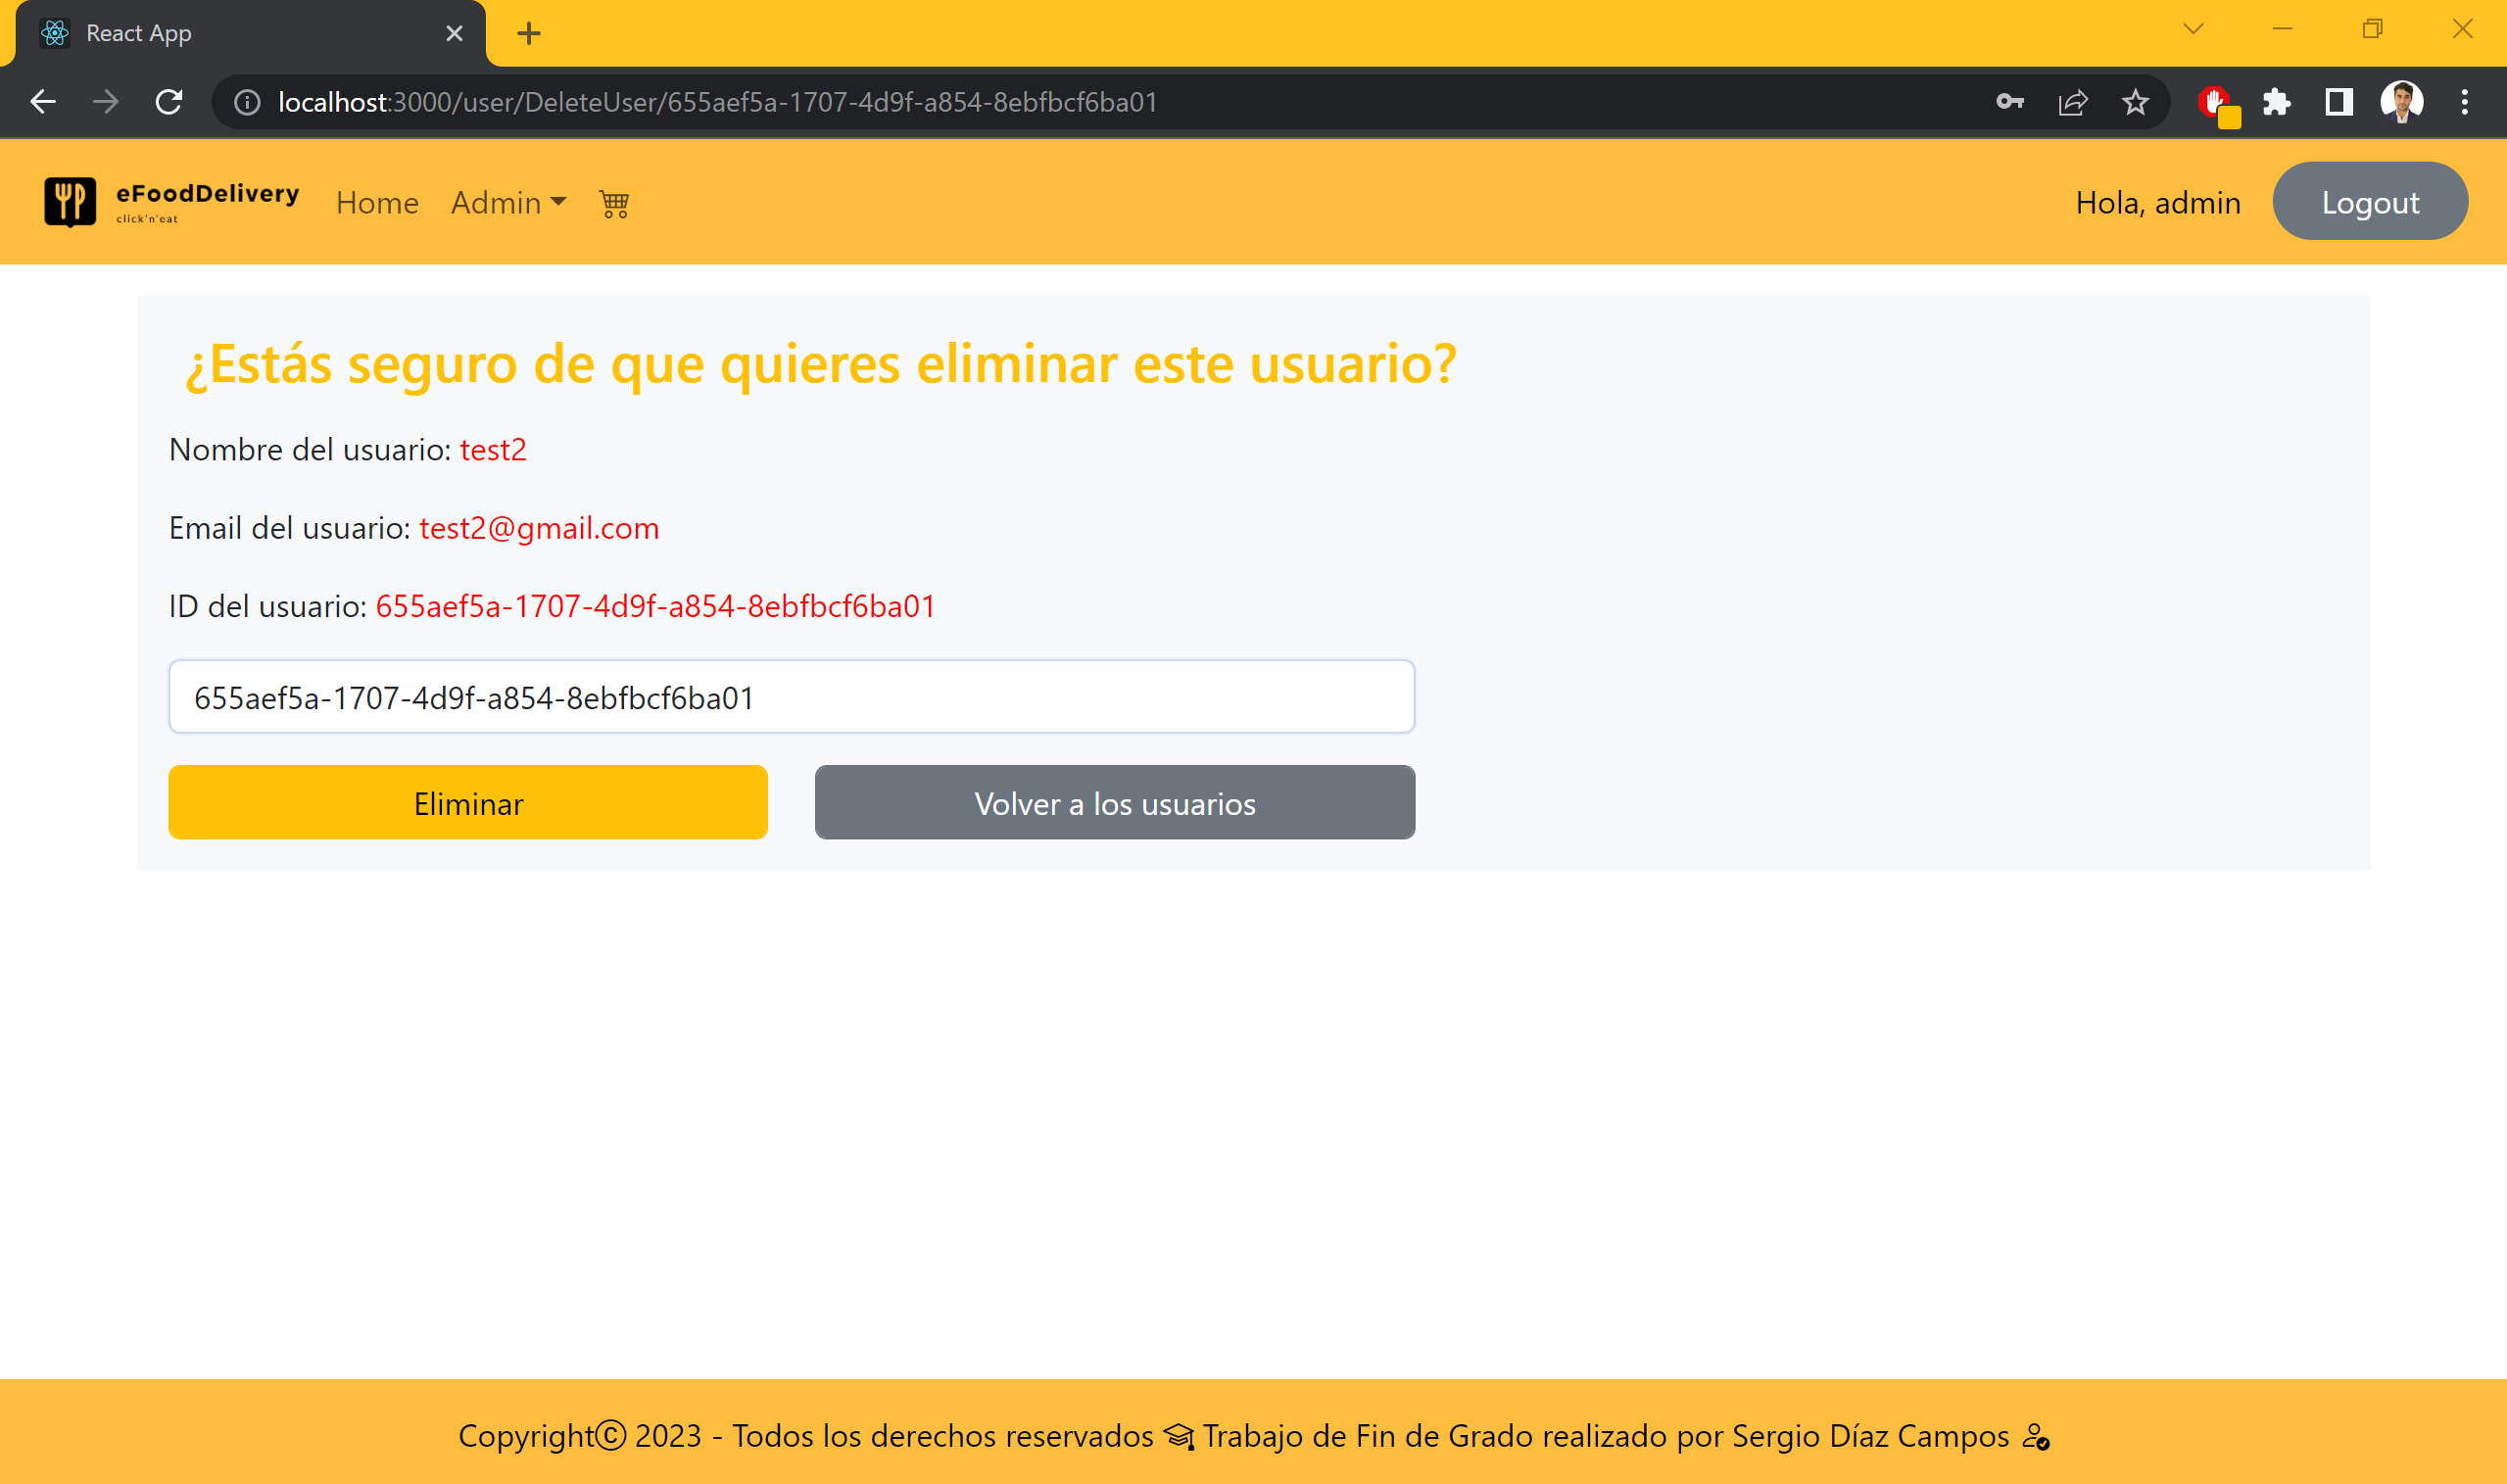 React App
localhost:3000/user/DeleteUser/655aef5a-1707-4d9f-a854-8ebfbcf6ba01
eFoodDelivery
click'n'eat
Home
Admin
Hola, admin
Logout
¿Estás seguro de que quieres eliminar este usuario?
Nombre del usuario: test2
Email del usuario: test2@gmail.com
ID del usuario: 655aef5a-1707-4d9f-a854-8ebfbcf6ba01
655aef5a-1707-4d9f-a854-8ebfbcf6ba01
Eliminar
Volver a los usuarios
Copyright© 2023 - Todos los derechos reservados Trabajo de Fin de Grado realizado por Sergio Díaz Campos